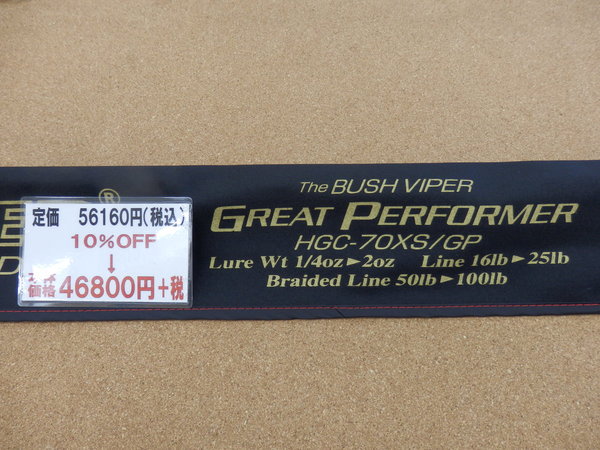 ®
D
定価 56160円(税込)
10%OFF
↓
価格 46800円+税
The BUSH VIPER
GREAT PERFORMER
HGC-70XS/GP
Lure Wt 1/4oz►2oz Line 16lb►25lb
Braided Line 50lb►100lb